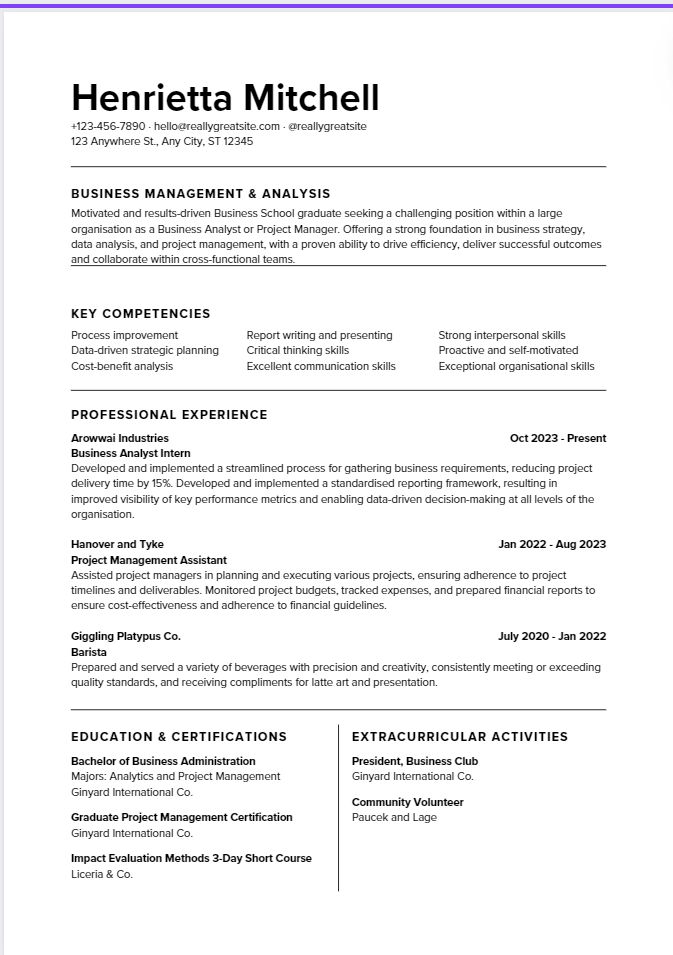 Henrietta Mitchell
+123-456-7890 · hello@reallygreatsite.com · @reallygreatsite
123 Anywhere St., Any City, ST 12345
BUSINESS MANAGEMENT & ANALYSIS
Motivated and results-driven Business School graduate seeking a challenging position within a large
organisation as a Business Analyst or Project Manager. Offering a strong foundation in business strategy,
data analysis, and project management, with a proven ability to drive efficiency, deliver successful outcomes
and collaborate within cross-functional teams.
KEY COMPETENCIES
Process improvement
Data-driven strategic planning
Cost-benefit analysis
Report writing and presenting
Critical thinking skills
Excellent communication skills
Strong interpersonal skills
Proactive and self-motivated
Exceptional organisational skills
PROFESSIONAL EXPERIENCE
Arowwai Industries Oct 2023 - Present
Business Analyst Intern
Developed and implemented a streamlined process for gathering business requirements, reducing project
delivery time by 15%. Developed and implemented a standardised reporting framework, resulting in
improved visibility of key performance metrics and enabling data-driven decision-making at all levels of the
organisation.
Hanover and Tyke Jan 2022 - Aug 2023
Project Management Assistant
Assisted project managers in planning and executing various projects, ensuring adherence to project
timelines and deliverables. Monitored project budgets, tracked expenses, and prepared financial reports to
ensure cost-effectiveness and adherence to financial guidelines.
Giggling Platypus Co. July 2020 - Jan 2022
Barista
Prepared and served a variety of beverages with precision and creativity, consistently meeting or exceeding
quality standards, and receiving compliments for latte art and presentation.
EDUCATION & CERTIFICATIONS
Bachelor of Business Administration
Majors: Analytics and Project Management
Ginyard International Co.
Graduate Project Management Certification
Ginyard International Co.
Impact Evaluation Methods 3-Day Short Course
Liceria & Co.
EXTRACURRICULAR ACTIVITIES
President, Business Club
Ginyard International Co.
Community Volunteer
Paucek and Lage